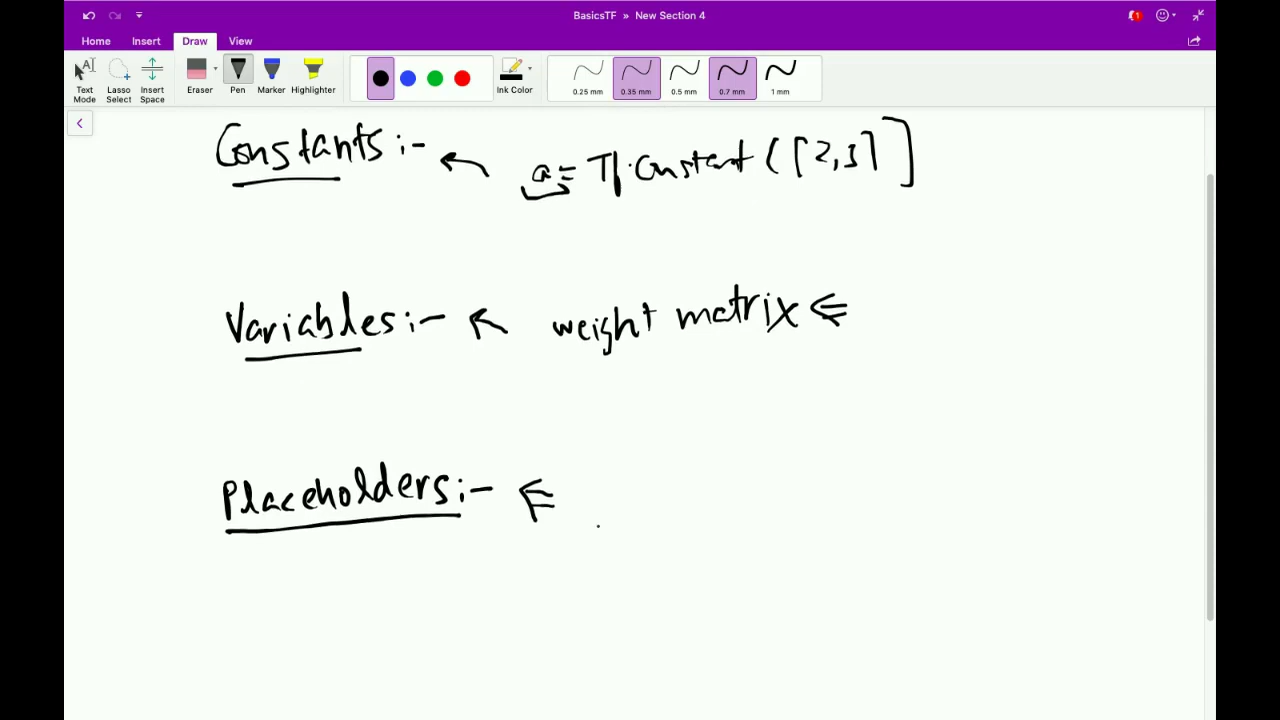 BasicsTF » New Section 4
1
Home Insert Draw View
Text Mode
Lasso Select
Insert Space
Eraser
Pen
Marker
Highlighter
Ink Color
0.25 mm
0.35 mm
0.5 mm
0.7 mm
1 mm
Constants:- a = Tf.Constant ([2,3]]
Variables:- weight matrix
Placeholders:-